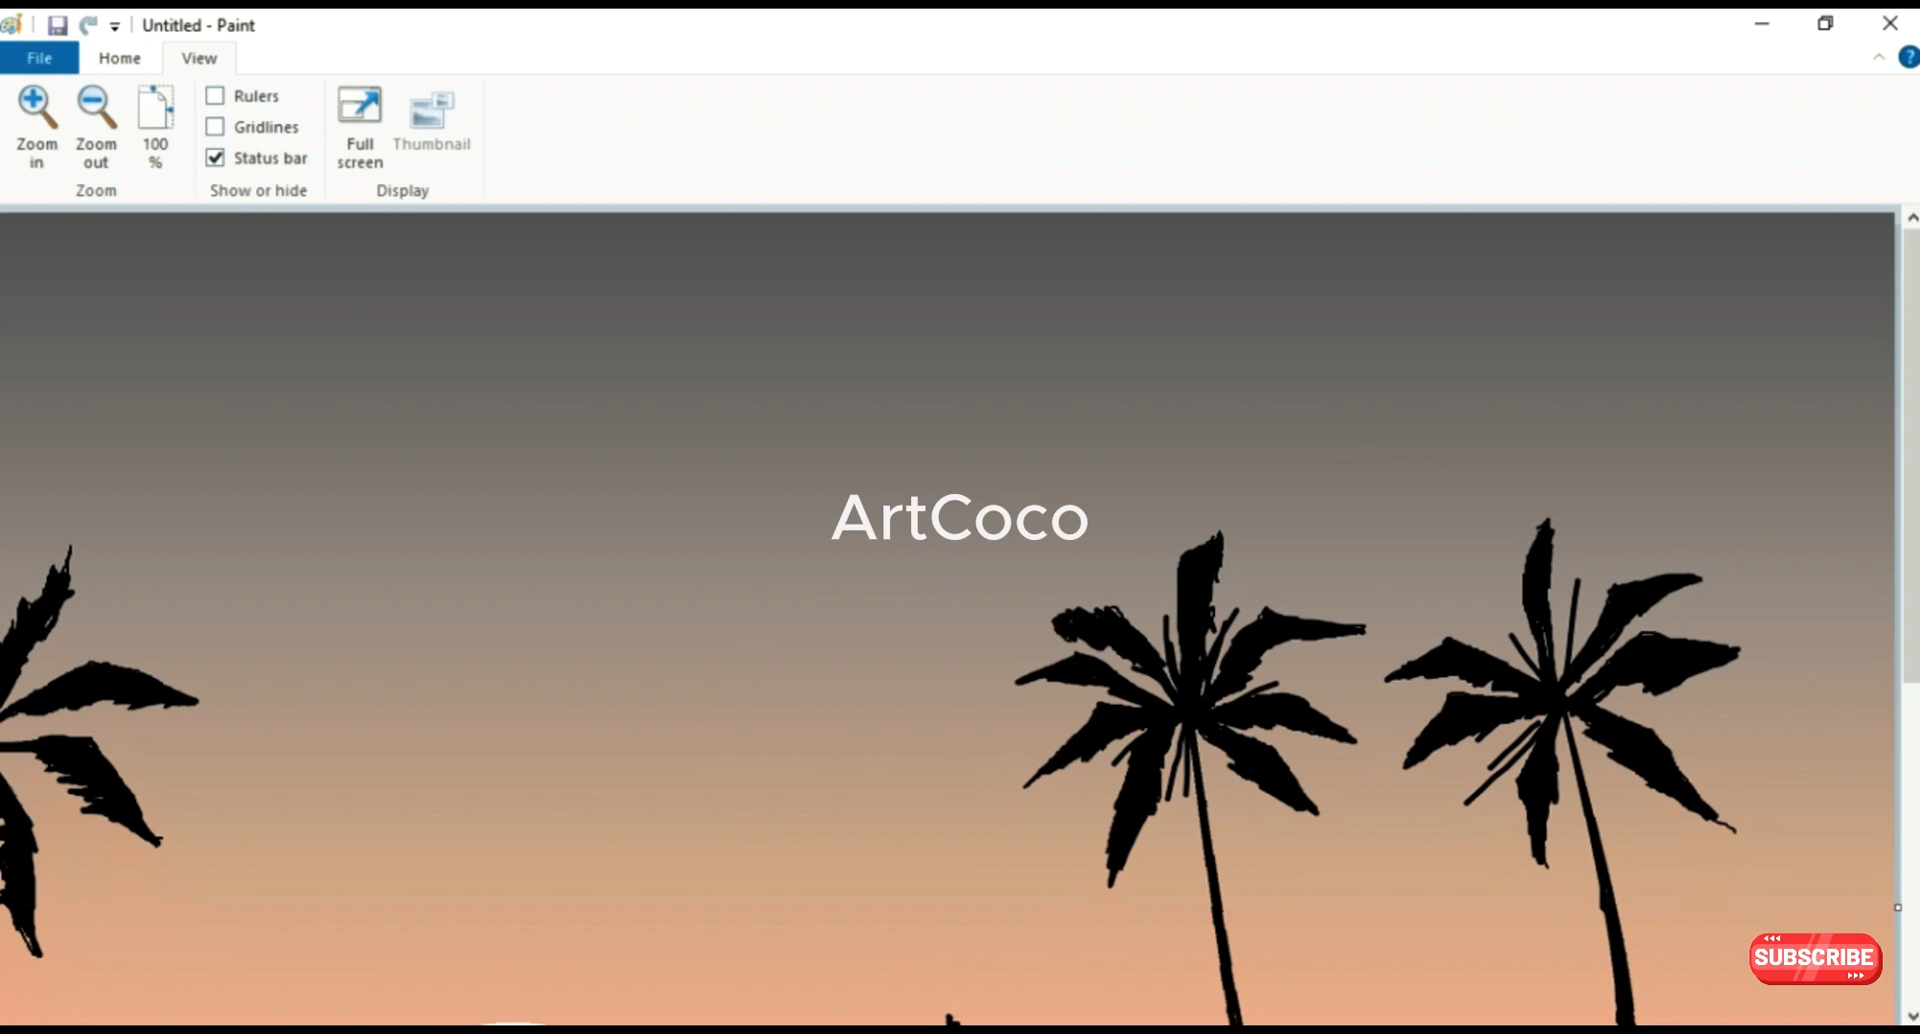 Untitled - Paint
File Home View
Zoom in
Zoom out
100 %
Zoom
Rulers
Gridlines
Status bar
Show or hide
Full screen
Thumbnail
Display
?
ArtCoco
SUBSCRIBE